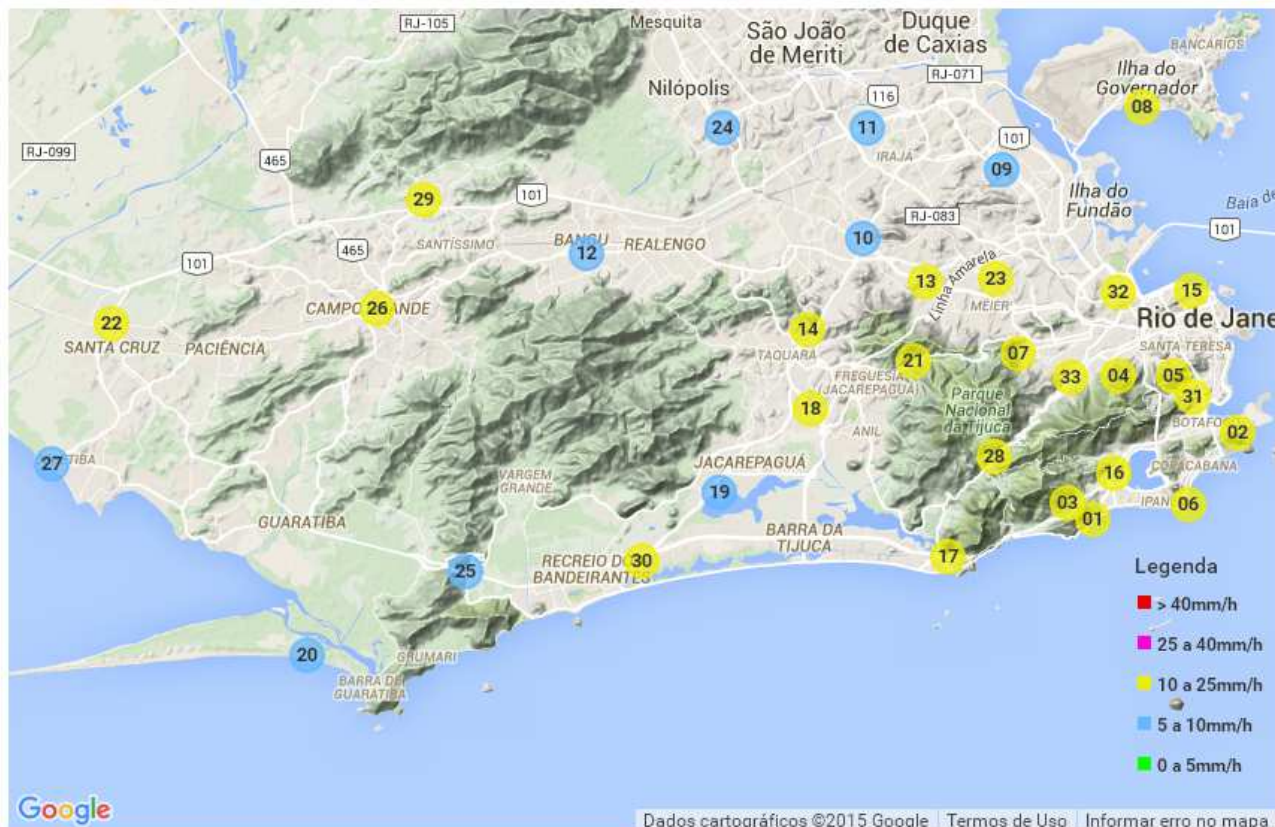 RJ-105
Mesquita
São João
de Meriti
Duque
de Caxias
BANCÁRIOS
Ilha do
Governador
08
RJ-071
Nilópolis
116
24
11
IRAJÁ
101
09
RJ-099
465
29
101
Ilha do
Fundão
RJ-083
Baía de
101
SANTÍSSIMO
BANGU
REALENGO
12
10
465
101
Linha Amarela
13
23
MEIER
32
15
CAMPO GRANDE
26
22
SANTA CRUZ
PACIÊNCIA
14
TAQUARA
Rio de Jane
SANTA TERESA
21
07
33
04
05
31
FREGUESIA
(JACAREPAGUÁ)
Parque
Nacional
da Tijuca
18
ANIL
BOTAFO
02
28
COPACABANA
27
TIBA
JACAREPAGUÁ
19
VARGEM
GRANDE
16
03
01
IPAN
06
GUARATIBA
BARRA DA
TIJUCA
17
25
RECREIO DO
BANDEIRANTES
30
20
GRUMARI
BARRA DE
GUARATIBA
Legenda
> 40mm/h
25 a 40mm/h
10 a 25mm/h
5 a 10mm/h
0 a 5mm/h
Google
Dados cartográficos ©2015 Google
Termos de Uso
Informar erro no mapa